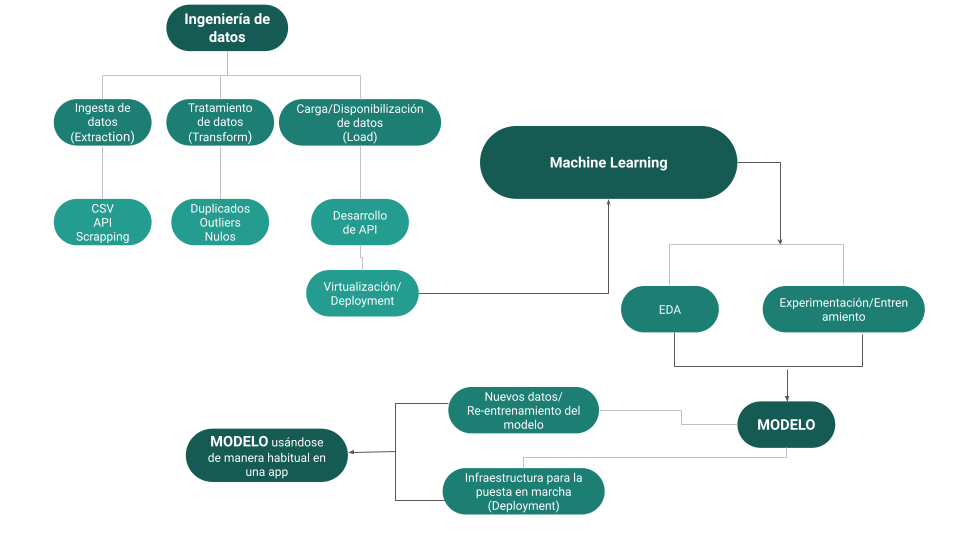 Ingeniería de
datos
Ingesta de
datos
(Extraction)
Tratamiento
de datos
(Transform)
Carga/Disponibilización
de datos
(Load)
CSV
API
Scrapping
Duplicados
Outliers
Nulos
Desarrollo
de API
Virtualización/
Deployment
Machine Learning
EDA
Experimentación/Entren
amiento
MODELO
Nuevos datos/
Re-entrenamiento del
modelo
Infraestructura para la
puesta en marcha
(Deployment)
MODELO usándose
de manera habitual en
una app